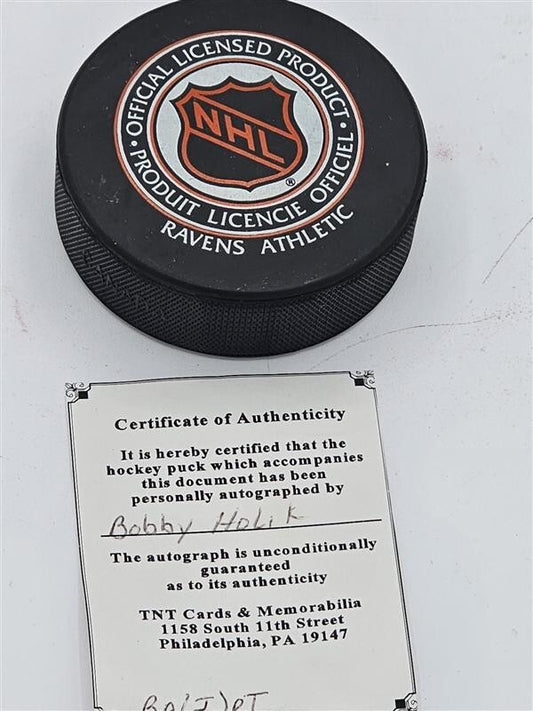 • OFFICIAL LICENSED PRODUCT •
NHL
®
PRODUIT LICENCIE OFFICIEL
RAVENS ATHLETIC
Certificate of Authenticity
It is hereby certified that the
hockey puck which accompanies
this document has been
personally autographed by
Bobby Holik
The autograph is unconditionally
guaranteed
as to its authenticity
TNT Cards & Memorabilia
1158 South 11th Street
Philadelphia, PA 19147